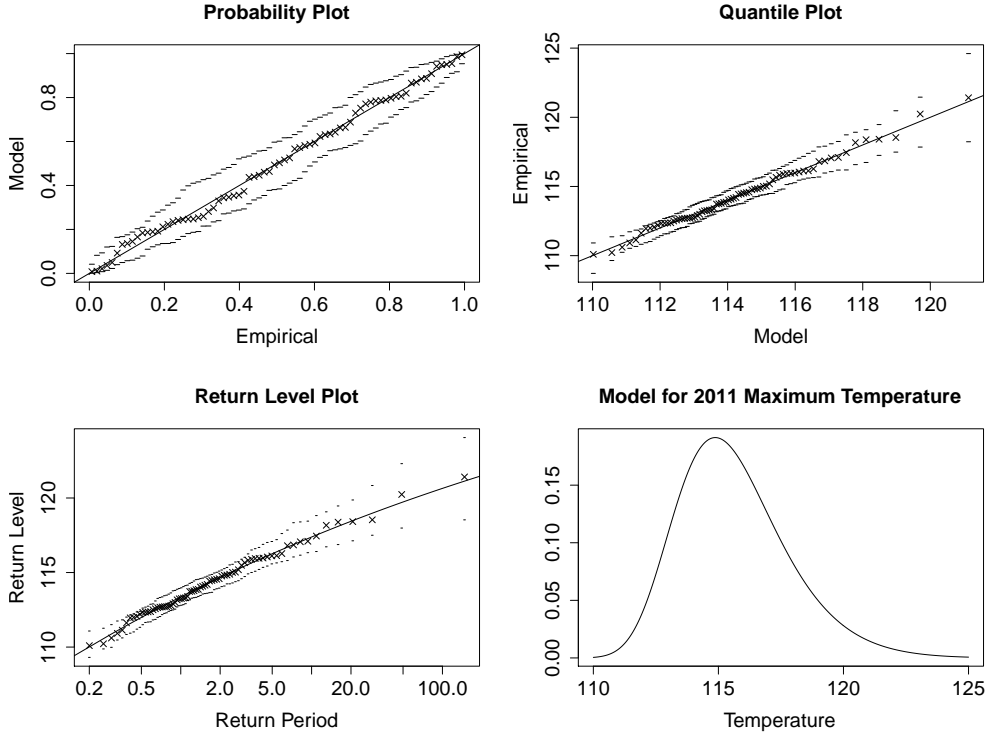 Probability Plot
Model
0.0 0.4 0.8
0.0 0.2 0.4 0.6 0.8 1.0
Empirical
Quantile Plot
Empirical
110 115 120 125
110 112 114 116 118 120
Model
Return Level Plot
Return Level
110 115 120
0.2 0.5 2.0 5.0 20.0 100.0
Return Period
Model for 2011 Maximum Temperature
0.00 0.05 0.10 0.15
110 115 120 125
Temperature